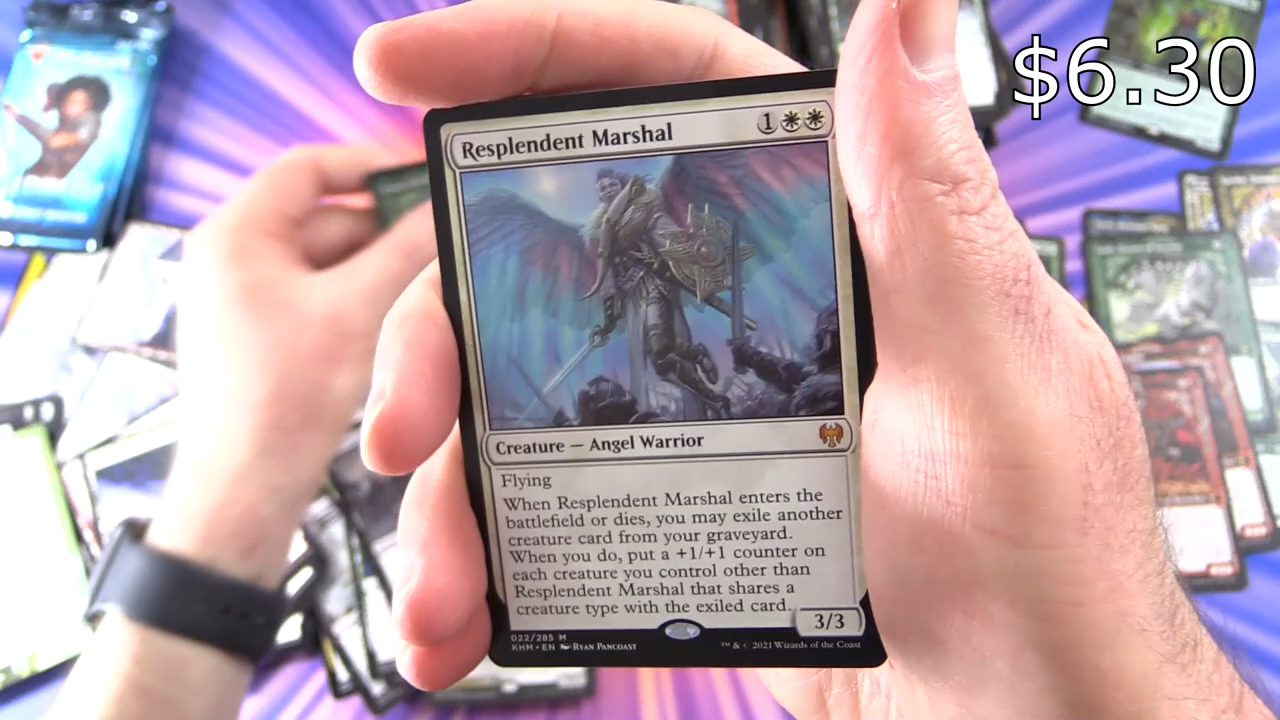 $6.30
Resplendent Marshal 1
Creature — Angel Warrior
Flying
When Resplendent Marshal enters the
battlefield or dies, you may exile another
creature card from your graveyard.
When you do, put a +1/+1 counter on
each creature you control other than
Resplendent Marshal that shares a
creature type with the exiled card.
3/3
022/285 M
KHM • EN Ryan Pancoast
™ & © 2021 Wizards of the Coast